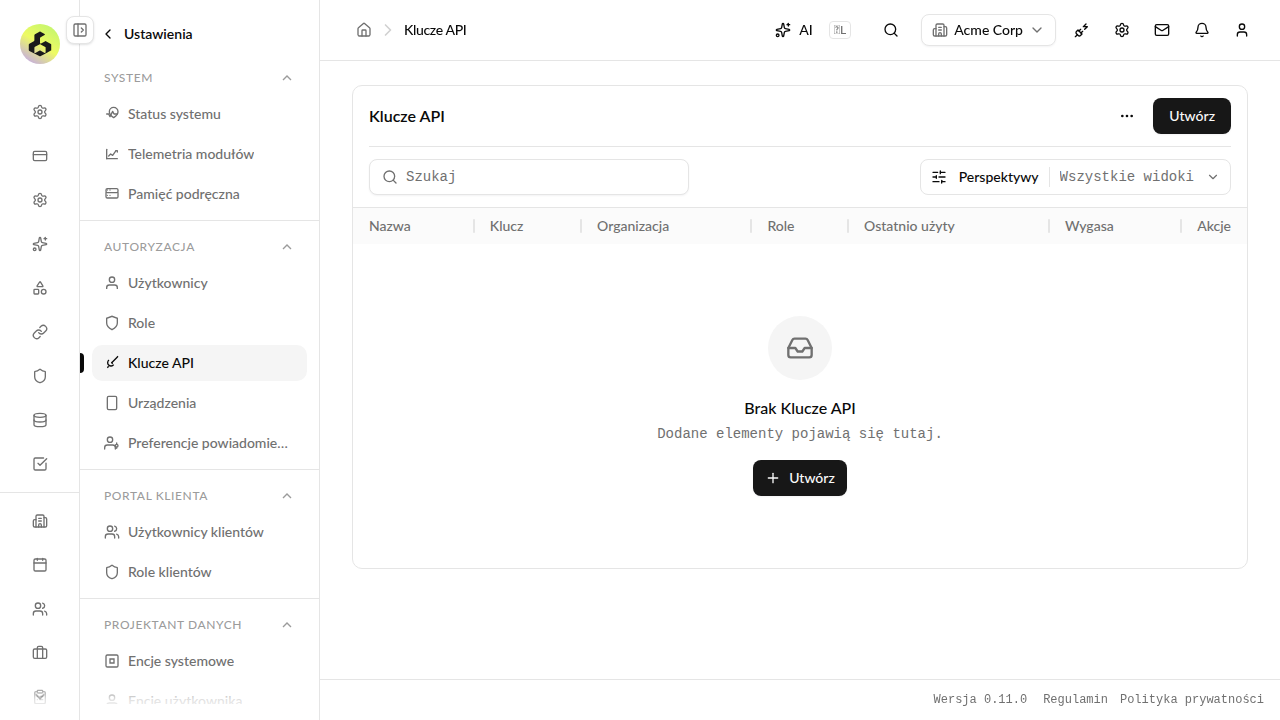 Ustawienia
SYSTEM
Status systemu
Telemetria modułów
Pamięć podręczna
AUTORYZACJA
Użytkownicy
Role
Klucze API
Urządzenia
Preferencje powiadomie...
PORTAL KLIENTA
Użytkownicy klientów
Role klientów
PROJEKTANT DANYCH
Encje systemowe
Encje użytkownika
Klucze API
AI
L
Acme Corp
Klucze API
Utwórz
Szukaj
Perspektywy
Wszystkie widoki
Nazwa Klucz Organizacja Role Ostatnio użyty Wygasa Akcje
Brak Klucze API
Dodane elementy pojawią się tutaj.
Utwórz
Wersja 0.11.0 Regulamin Polityka prywatności